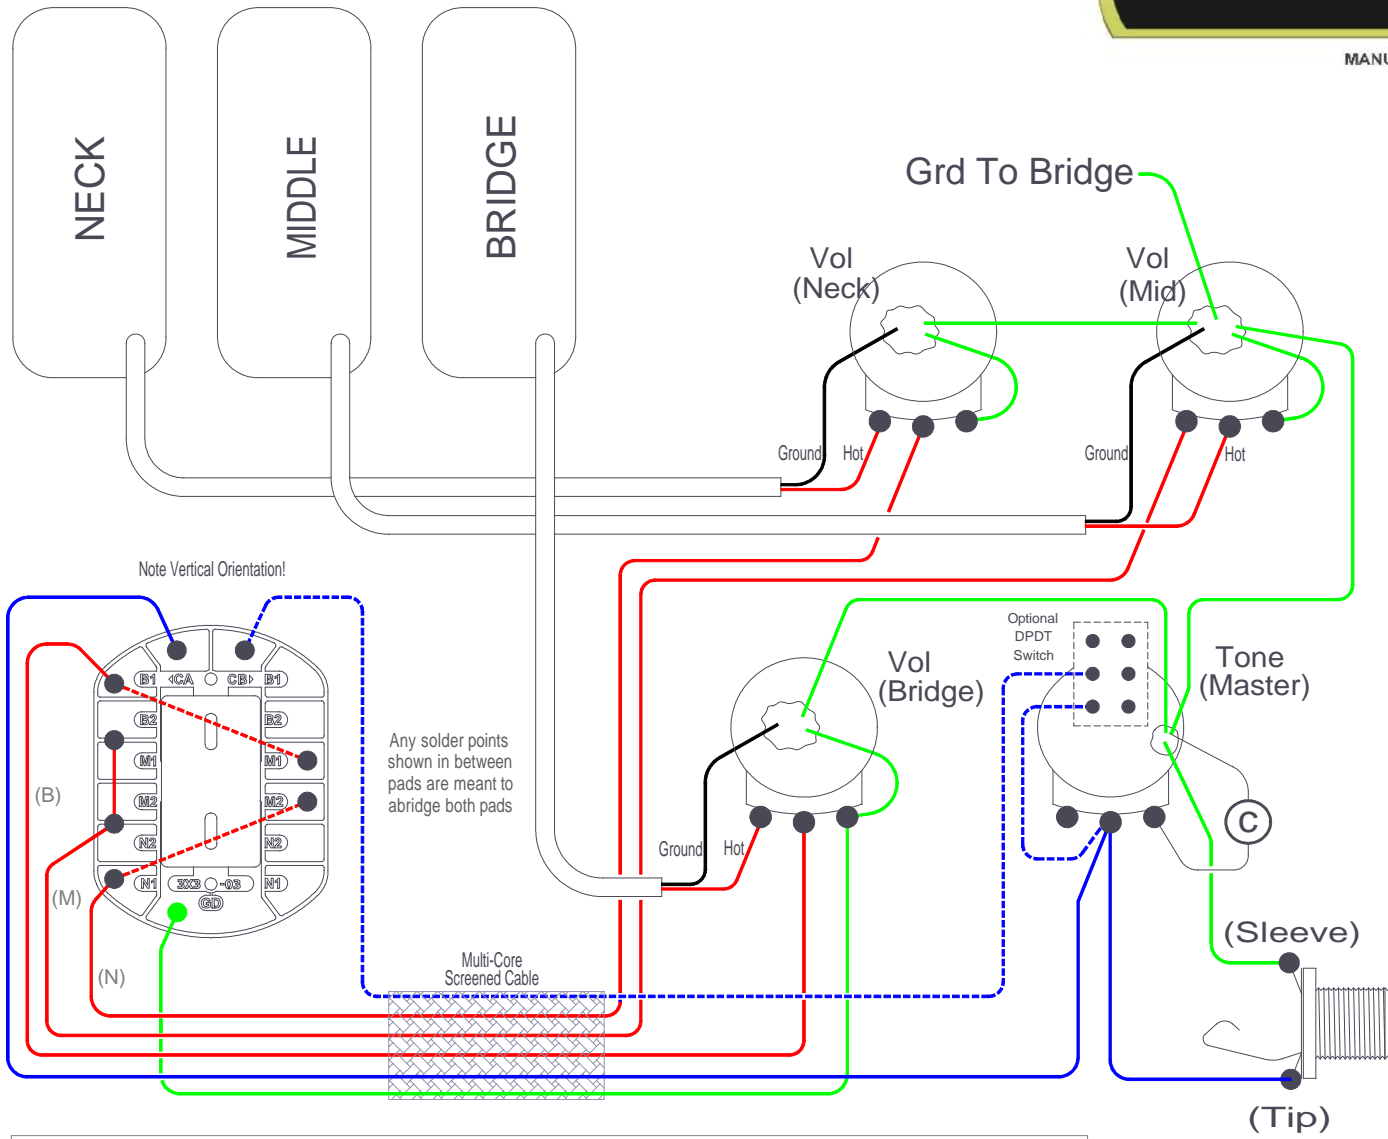 MANU
NECK
MIDDLE
BRIDGE
Grd To Bridge
Vol
(Neck)
Vol
(Mid)
Ground
Hot
Ground
Hot
Note Vertical Orientation!
B1
CA
CB
B1
B2
B2
M1
M1
M2
M2
N2
N2
N1
3X3
-03
N1
GD
(B)
(M)
(N)
Any solder points
shown in between
pads are meant to
abridge both pads
Optional
DPDT
Switch
Vol
(Bridge)
Tone
(Master)
Ground
Hot
C
Multi-Core
Screened Cable
(Sleeve)
(Tip)